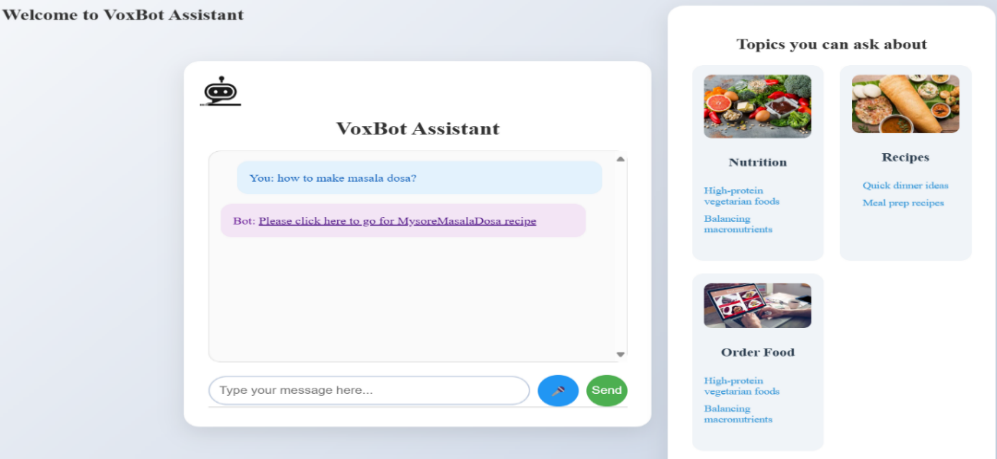 Welcome to VoxBot Assistant
VoxBot Assistant
You: how to make masala dosa?
Bot: Please click here to go for MysoreMasalaDosa recipe
Type your message here...
Send
Topics you can ask about
Nutrition
High-protein
vegetarian foods
Balancing
macronutrients
Recipes
Quick dinner ideas
Meal prep recipes
Order Food
High-protein
vegetarian foods
Balancing
macronutrients